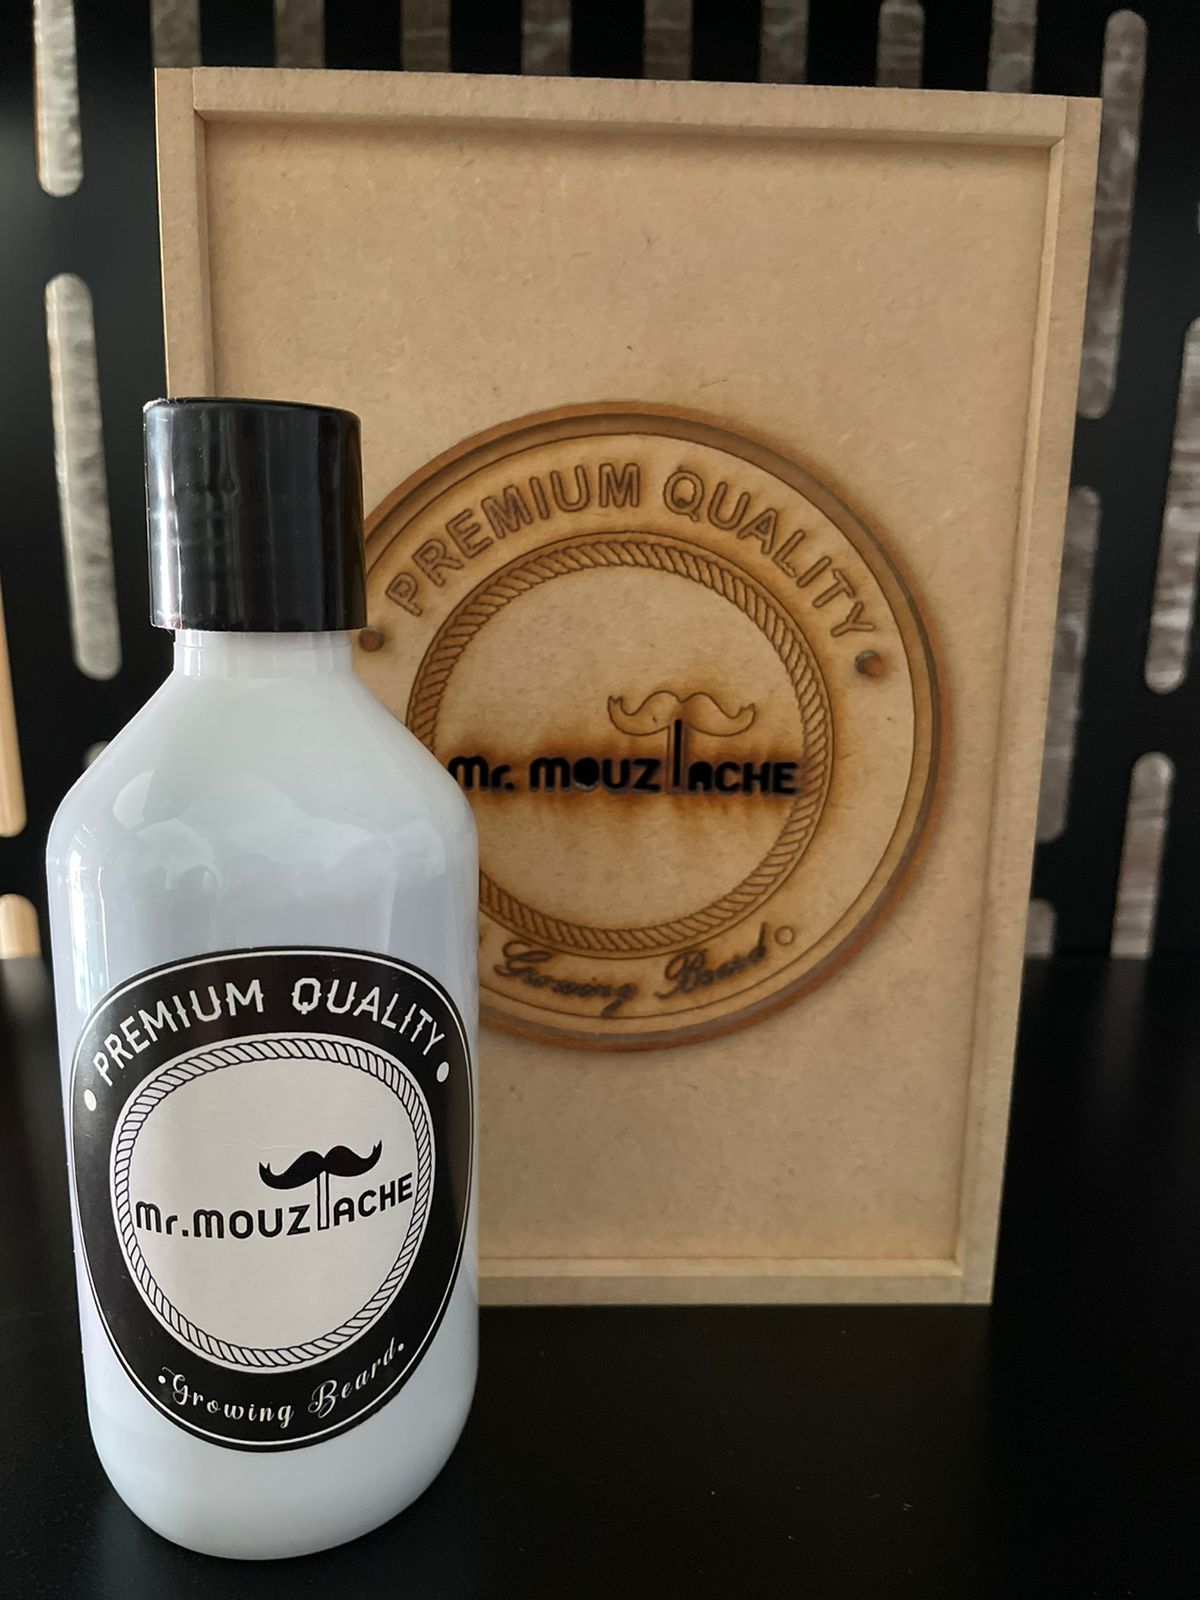 PREMIUM QUALITY
Mr. MOUZTACHE
Growing Beard
PREMIUM QUALITY
Mr.MOUZTACHE
Growing Beard